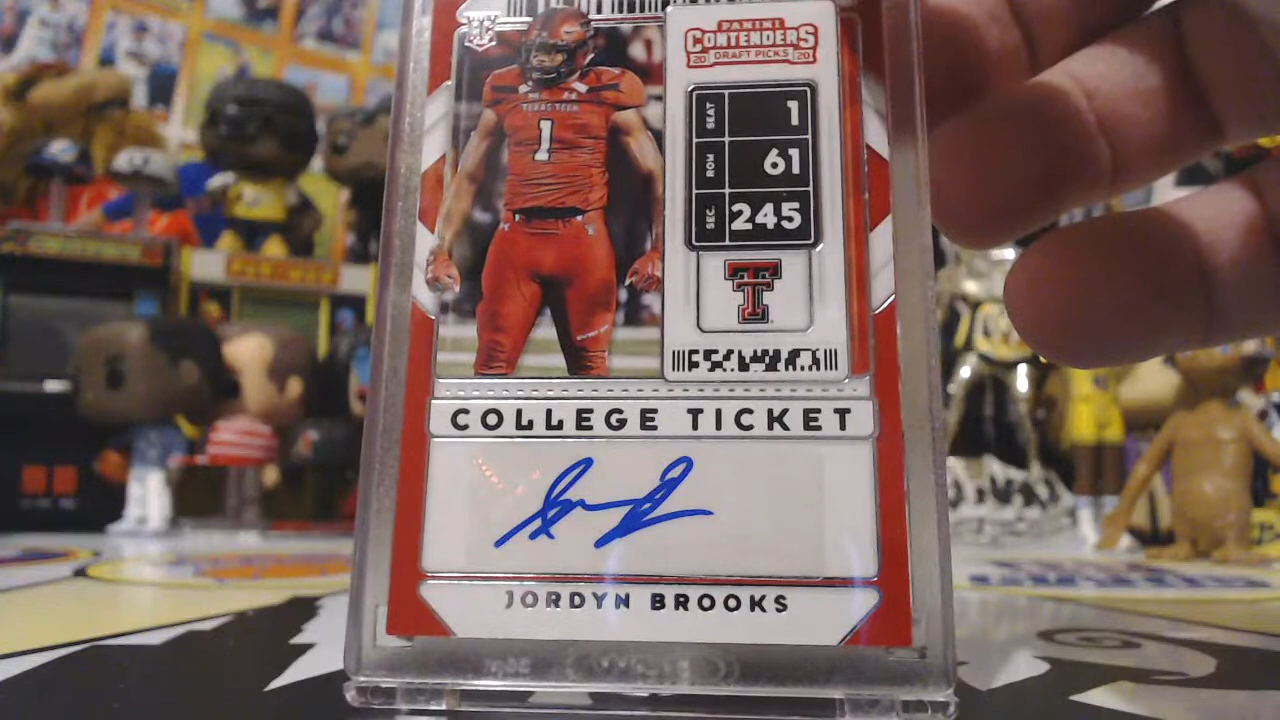 RC
PANINI
CONTENDERS
20 DRAFT PICKS 20
SEAT 1
ROW 61
SEC. 245
TEXAS TECH
1
COLLEGE TICKET
JORDYN BROOKS